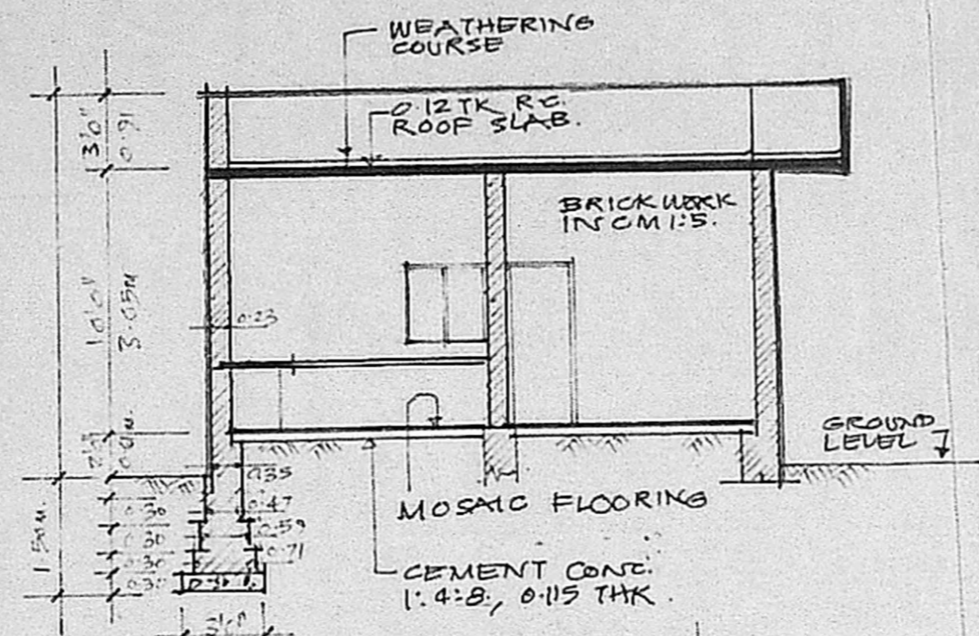 WEATHERING
COURSE
0.12 TK R.C.
ROOF SLAB.
3'0"
0.91
BRICK WORK
IN CM 1:5.
10'0"
3.05M
0.23
GROUND
LEVEL
0.35
0.47
0.59
0.71
0.30
0.30
0.30
MOSAIC FLOORING
CEMENT CONC.
1:4:8, 0.115 THK.
3'0"